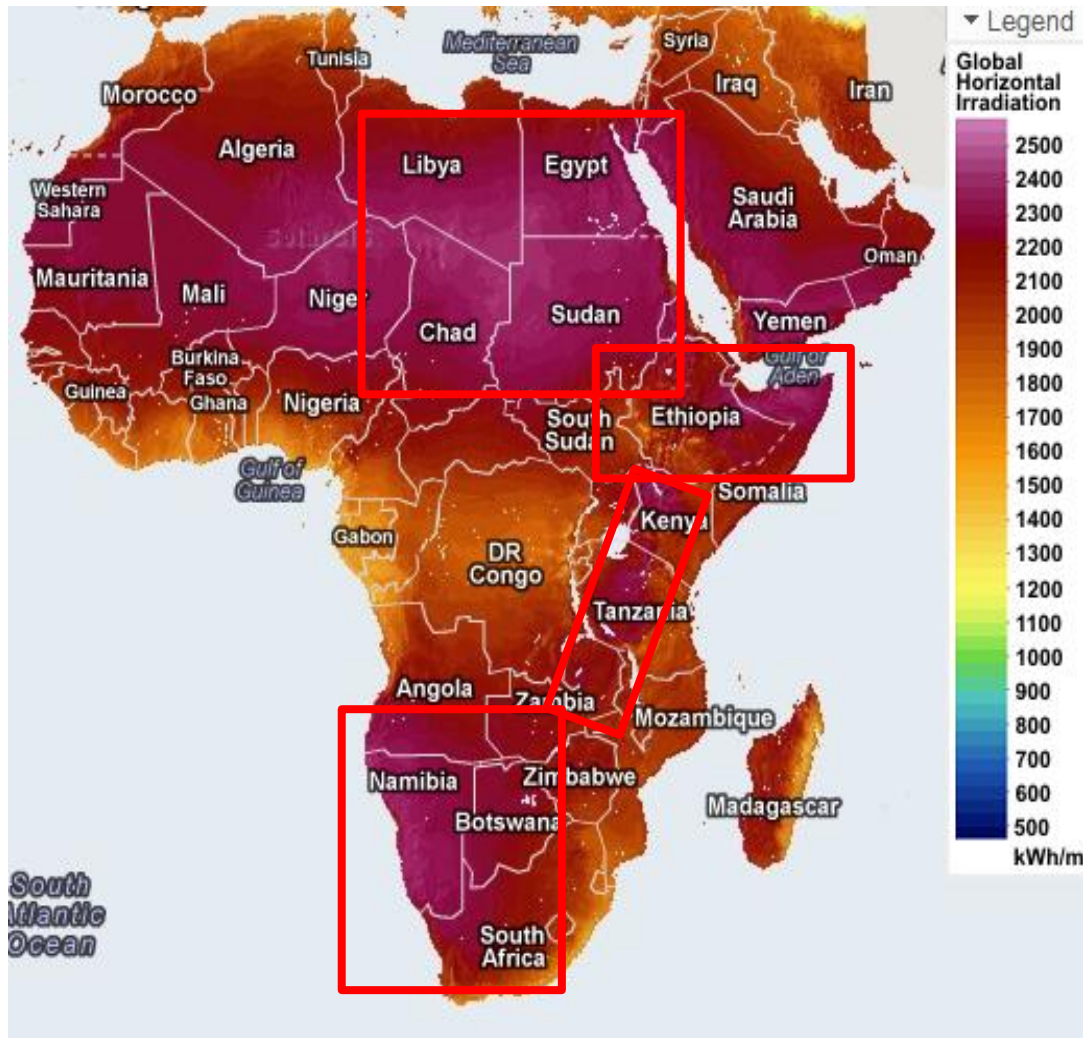 ▼ Legend
Global
Horizontal
Irradiation
2500
2400
2300
2200
2100
2000
1900
1800
1700
1600
1500
1400
1300
1200
1100
1000
900
800
700
600
500
kWh/m
Mediterranean
Sea
Syria
Tunisia
Iraq
Iran
Morocco
Algeria
Libya
Egypt
Western
Sahara
Saudi
Arabia
Oman
Mauritania
Mali
Niger
Chad
Sudan
Yemen
Gulf of
Aden
Burkina
Faso
Guinea
Ghana
Nigeria
South
Sudan
Ethiopia
Gulf of
Guinea
Somalia
Kenya
Gabon
DR
Congo
Tanzania
Angola
Zambia
Mozambique
Namibia
Zimbabwe
Botswana
Madagascar
South
Atlantic
Ocean
South
Africa